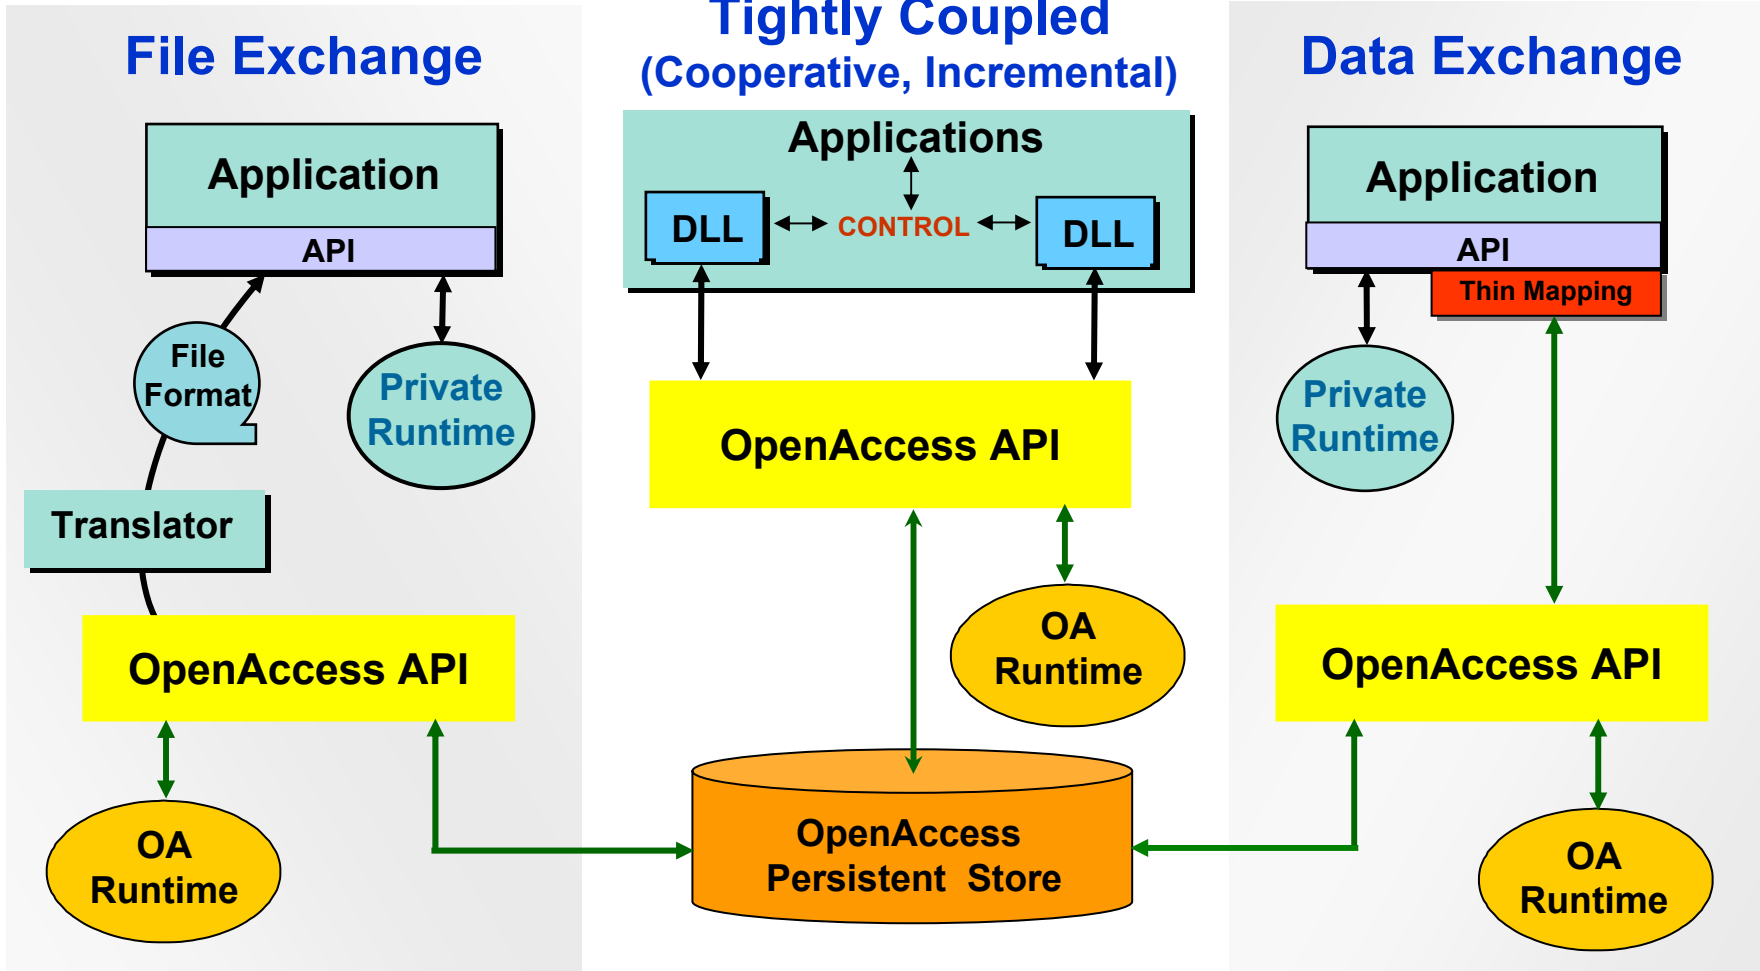 File Exchange
Application
API
File
Format
Private
Runtime
Translator
OpenAccess API
OA
Runtime
Tightly Coupled
(Cooperative, Incremental)
Applications
DLL
CONTROL
DLL
OpenAccess API
OA
Runtime
OpenAccess
Persistent Store
Data Exchange
Application
API
Thin Mapping
Private
Runtime
OpenAccess API
OA
Runtime